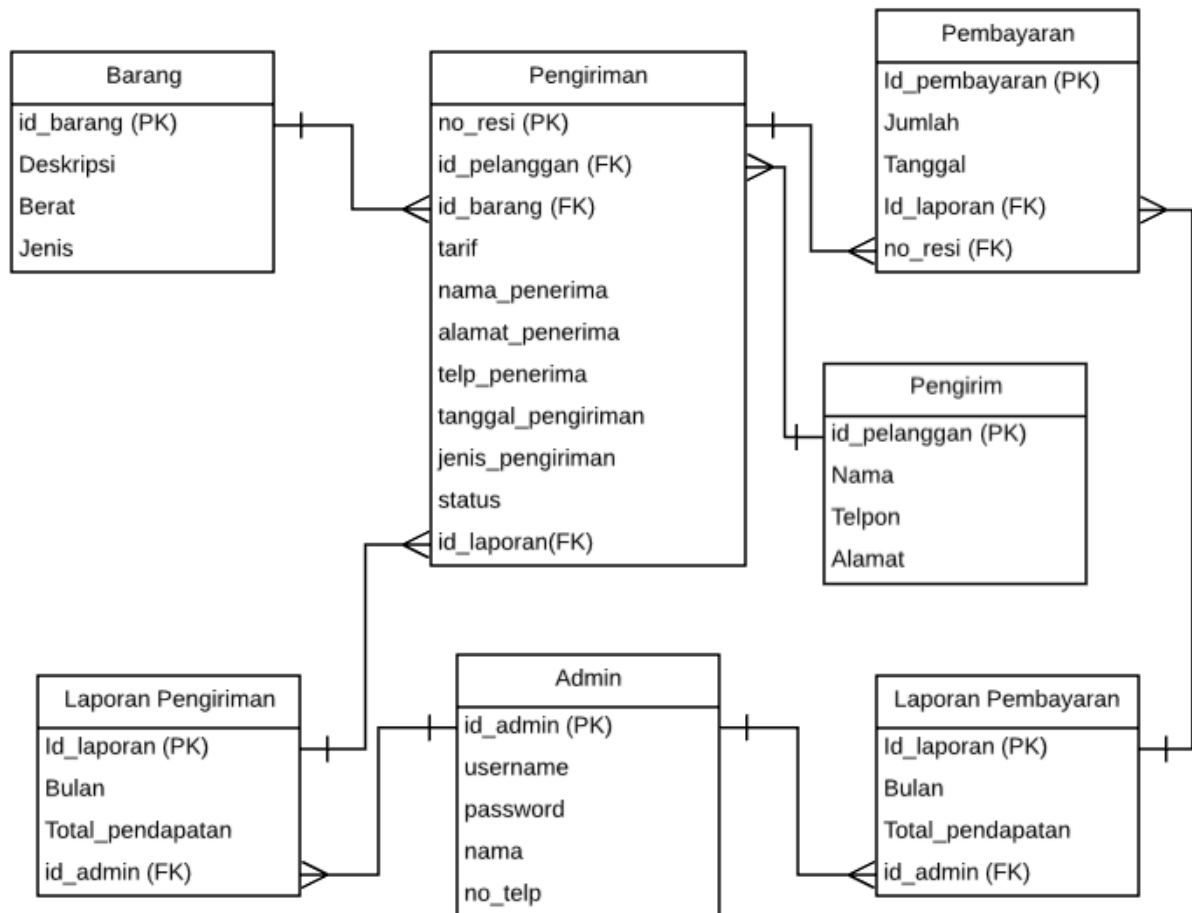 Barang
id_barang (PK)
Deskripsi
Berat
Jenis
Pengiriman
no_resi (PK)
id_pelanggan (FK)
id_barang (FK)
tarif
nama_penerima
alamat_penerima
telp_penerima
tanggal_pengiriman
jenis_pengiriman
status
id_laporan(FK)
Pembayaran
Id_pembayaran (PK)
Jumlah
Tanggal
Id_laporan (FK)
no_resi (FK)
Pengirim
id_pelanggan (PK)
Nama
Telpon
Alamat
Laporan Pengiriman
Id_laporan (PK)
Bulan
Total_pendapatan
id_admin (FK)
Admin
id_admin (PK)
username
password
nama
no_telp
Laporan Pembayaran
Id_laporan (PK)
Bulan
Total_pendapatan
id_admin (FK)